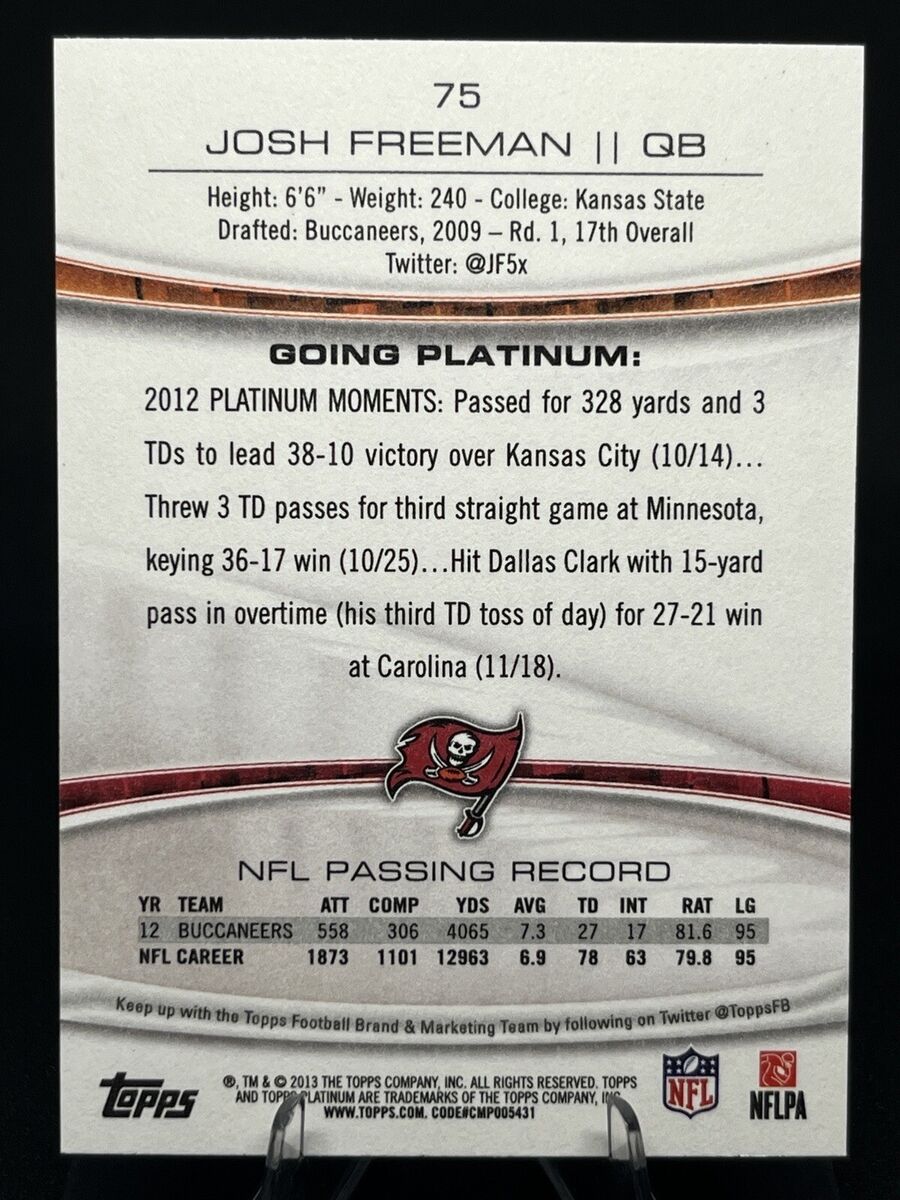 75
JOSH FREEMAN || QB
Height: 6'6" - Weight: 240 - College: Kansas State
Drafted: Buccaneers, 2009 – Rd. 1, 17th Overall
Twitter: @JF5x
GOING PLATINUM:
2012 PLATINUM MOMENTS: Passed for 328 yards and 3
TDs to lead 38-10 victory over Kansas City (10/14)...
Threw 3 TD passes for third straight game at Minnesota,
keying 36-17 win (10/25)...Hit Dallas Clark with 15-yard
pass in overtime (his third TD toss of day) for 27-21 win
at Carolina (11/18).
NFL PASSING RECORD
YR TEAM ATT COMP YDS AVG TD INT RAT LG
12 BUCCANEERS 558 306 4065 7.3 27 17 81.6 95
NFL CAREER 1873 1101 12963 6.9 78 63 79.8 95
Keep up with the Topps Football Brand & Marketing Team by following on Twitter @ToppsFB
Topps
®, TM & © 2013 THE TOPPS COMPANY, INC. ALL RIGHTS RESERVED. TOPPS
AND TOPPS PLATINUM ARE TRADEMARKS OF THE TOPPS COMPANY, INC.
WWW.TOPPS.COM. CODE#CMP005431
NFL
NFLPA